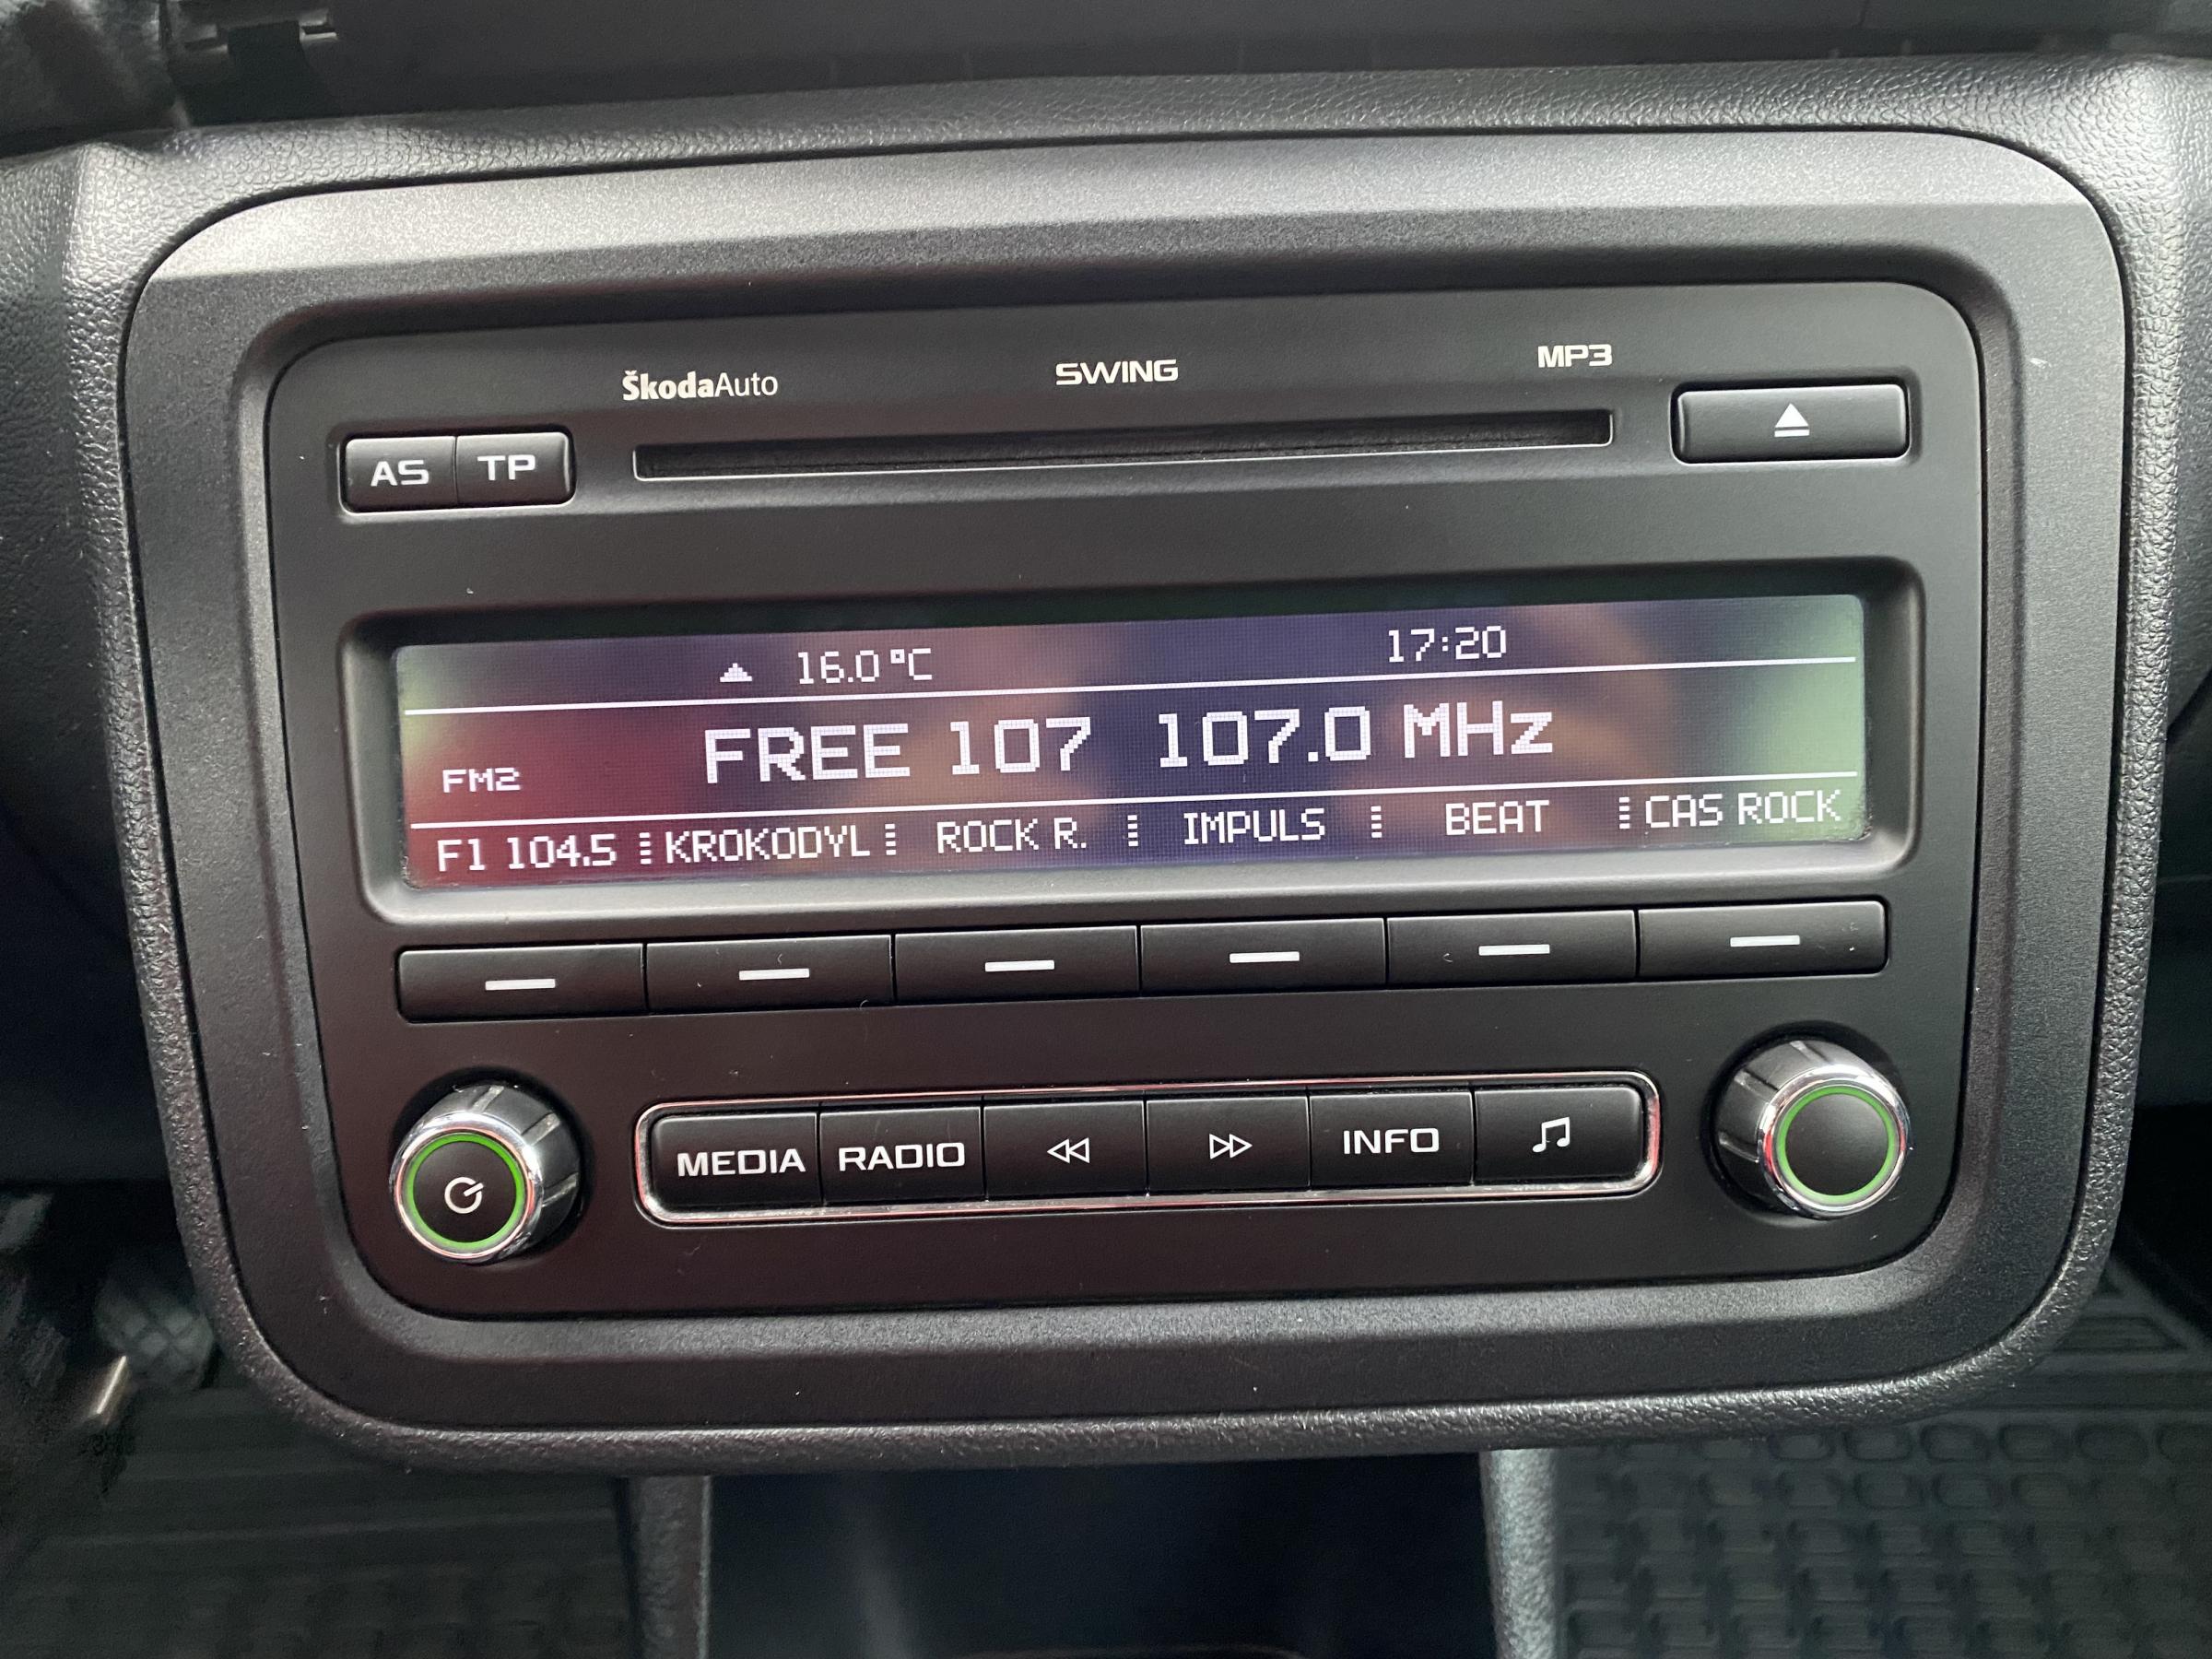 ŠkodaAuto SWING MP3
AS TP
16.0 °C 17:20
FM2 FREE 107 107.0 MHz
F1 104.5 KROKODYL ROCK R. IMPULS BEAT CAS ROCK
MEDIA RADIO INFO